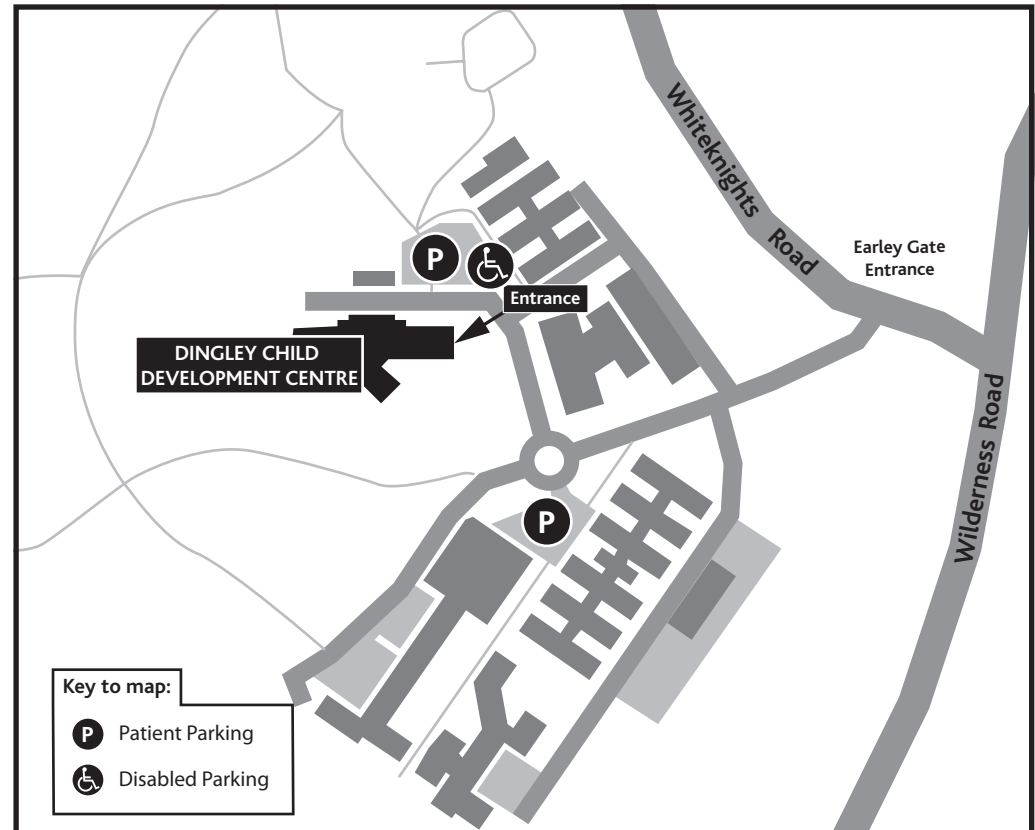 Whiteknights Road
Earley Gate
Entrance
P
Entrance
DINGLEY CHILD
DEVELOPMENT CENTRE
Wilderness Road
P
Key to map:
P Patient Parking
Disabled Parking